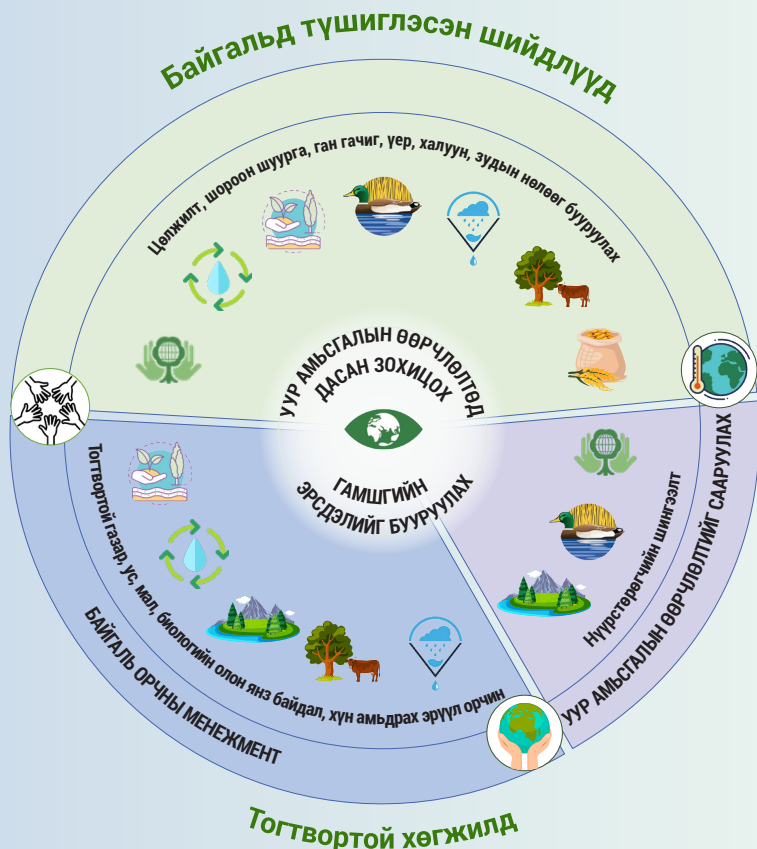 Байгальд түшиглэсэн шийдлүүд
Цөлжилт, шороон шуурга, ган гачиг, үер, халуун, зудын нөлөөг бууруулах
УУР АМЬСГАЛЫН ӨӨРЧЛӨЛТӨД
ДАСАН ЗОХИЦОХ
ГАМШГИЙН
ЭРСДЭЛИЙГ БУУРУУЛАХ
Нүүрстөрөгчийн шингээлт
УУР АМЬСГАЛЫН ӨӨРЧЛӨЛТИЙГ СААРУУЛАХ
Тогтвортой газар, ус, мал, биологийн олон янз байдал, хүн амьдрах эрүүл орчин
БАЙГАЛЬ ОРЧНЫ МЕНЕЖМЕНТ
Тогтвортой хөгжилд